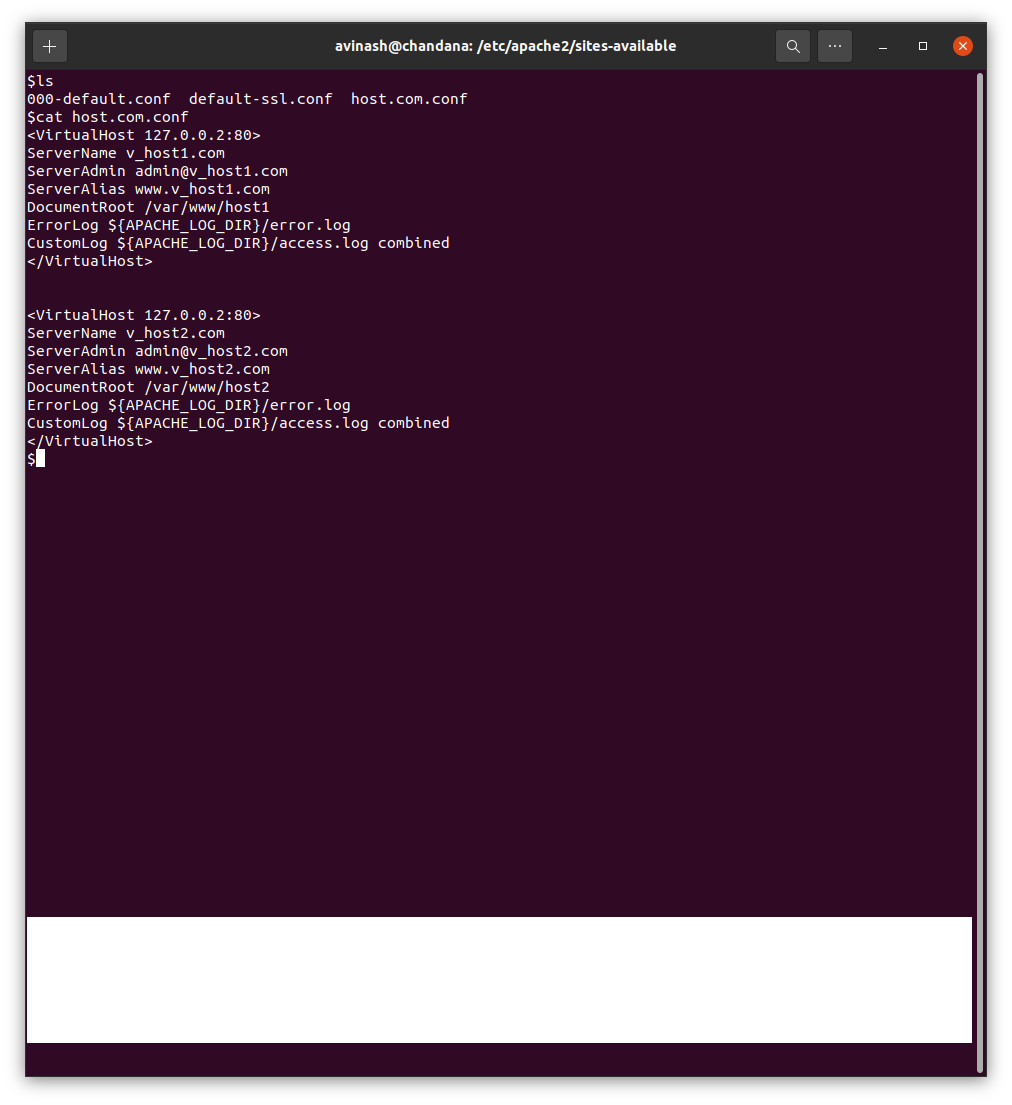 avinash@chandana: /etc/apache2/sites-available
$ls
000-default.conf  default-ssl.conf  host.com.conf
$cat host.com.conf
<VirtualHost 127.0.0.2:80>
ServerName v_host1.com
ServerAdmin admin@v_host1.com
ServerAlias www.v_host1.com
DocumentRoot /var/www/host1
ErrorLog ${APACHE_LOG_DIR}/error.log
CustomLog ${APACHE_LOG_DIR}/access.log combined
</VirtualHost>
<VirtualHost 127.0.0.2:80>
ServerName v_host2.com
ServerAdmin admin@v_host2.com
ServerAlias www.v_host2.com
DocumentRoot /var/www/host2
ErrorLog ${APACHE_LOG_DIR}/error.log
CustomLog ${APACHE_LOG_DIR}/access.log combined
</VirtualHost>
$